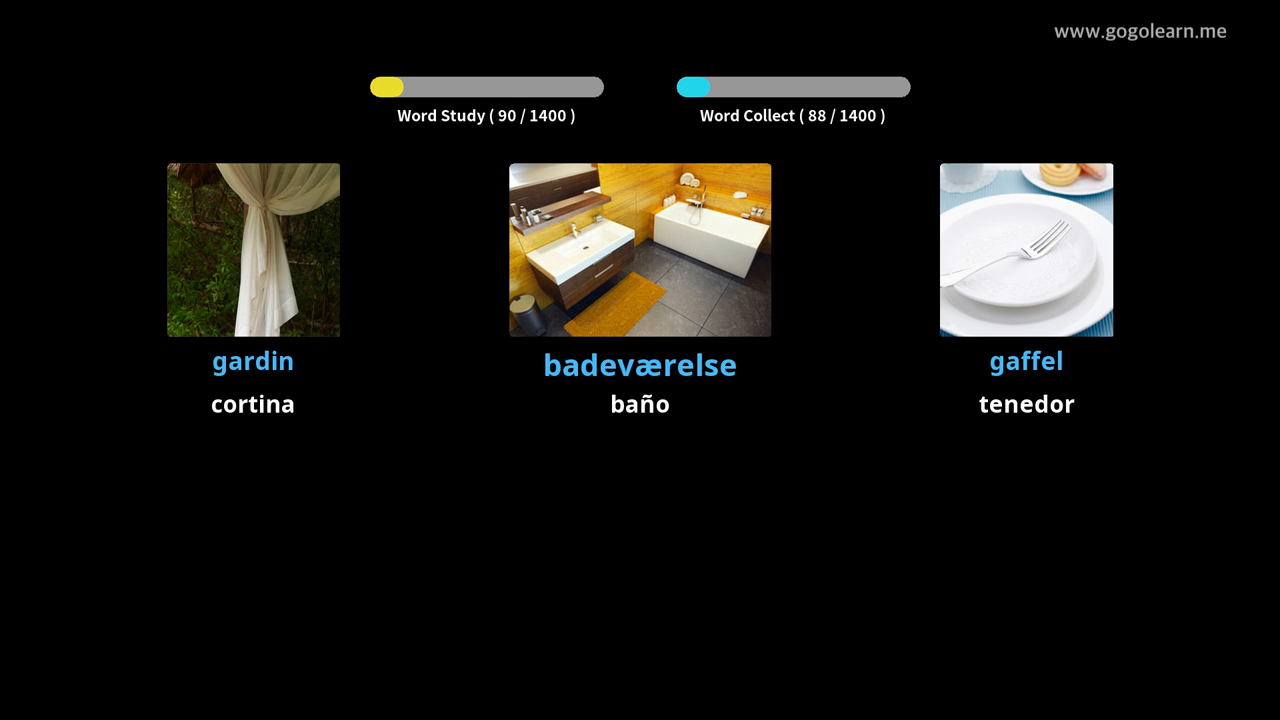 www.gogolearn.me
Word Study ( 90 / 1400 )
Word Collect ( 88 / 1400 )
gardin
badeværelse
gaffel
cortina
baño
tenedor